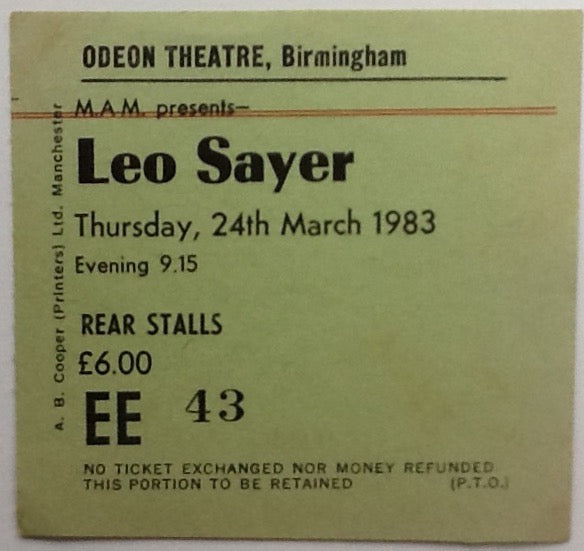 ODEON THEATRE, Birmingham
M.A.M. presents—
Leo Sayer
Thursday, 24th March 1983
Evening 9.15
REAR STALLS
£6.00
EE 43
NO TICKET EXCHANGED NOR MONEY REFUNDED
THIS PORTION TO BE RETAINED (P.T.O.)
A. B. Cooper (Printers) Ltd. Manchester